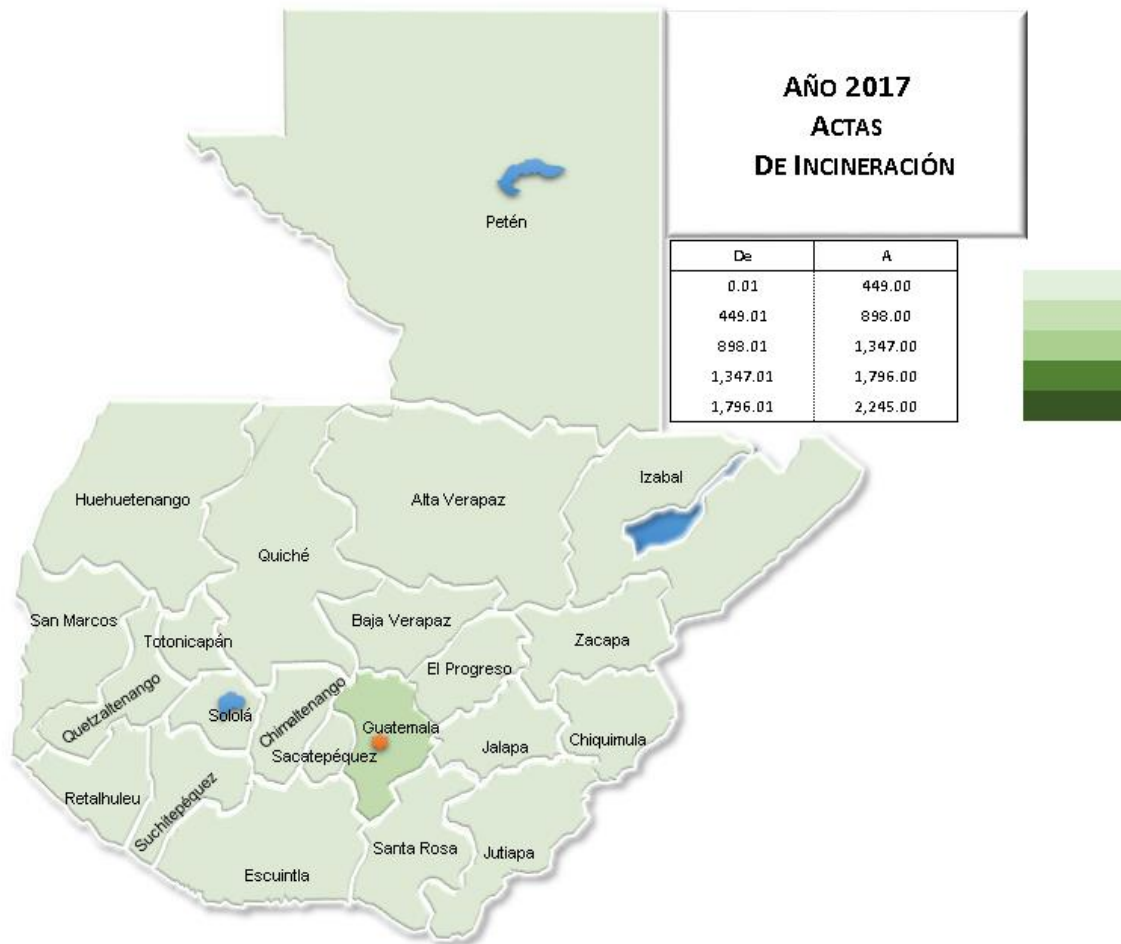 AÑO 2017
ACTAS
DE INCINERACIÓN
De A
0.01 449.00
449.01 898.00
898.01 1,347.00
1,347.01 1,796.00
1,796.01 2,245.00
Petén
Izabal
Huehuetenango
Alta Verapaz
Quiché
San Marcos
Totonicapán
Baja Verapaz
Zacapa
El Progreso
Quetzaltenango
Sololá
Chimaltenango
Guatemala
Sacatepéquez
Jalapa
Chiquimula
Retalhuleu
Suchitepéquez
Santa Rosa
Jutiapa
Escuintla